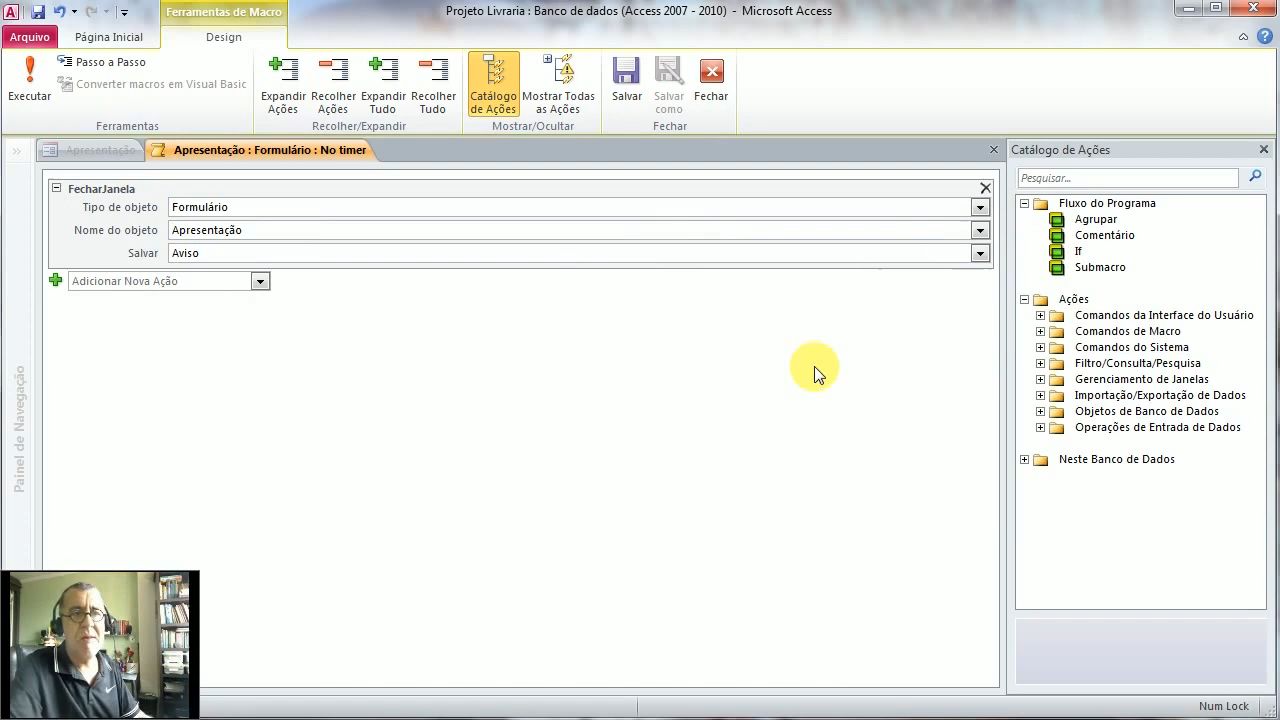 Ferramentas de Macro
Projeto Livraria : Banco de dados (Access 2007 - 2010) - Microsoft Access
Arquivo
Página Inicial
Design
Executar
Passo a Passo
Converter macros em Visual Basic
Ferramentas
Expandir Ações
Recolher Ações
Expandir Tudo
Recolher Tudo
Recolher/Expandir
Catálogo de Ações
Mostrar Todas as Ações
Mostrar/Ocultar
Salvar
Salvar como
Fechar
Fechar
Apresentação
Apresentação : Formulário : No timer
Painel de Navegação
FecharJanela
Tipo de objeto Formulário
Nome do objeto Apresentação
Salvar Aviso
Adicionar Nova Ação
Catálogo de Ações
Pesquisar...
Fluxo do Programa
Agrupar
Comentário
If
Submacro
Ações
Comandos da Interface do Usuário
Comandos de Macro
Comandos do Sistema
Filtro/Consulta/Pesquisa
Gerenciamento de Janelas
Importação/Exportação de Dados
Objetos de Banco de Dados
Operações de Entrada de Dados
Neste Banco de Dados
Num Lock